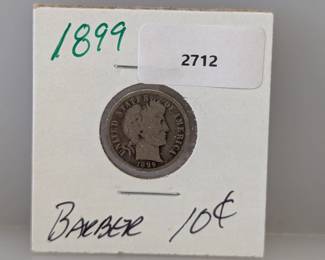 1899
2712
UNITED STATES OF AMERICA
1899
BARBER 10¢